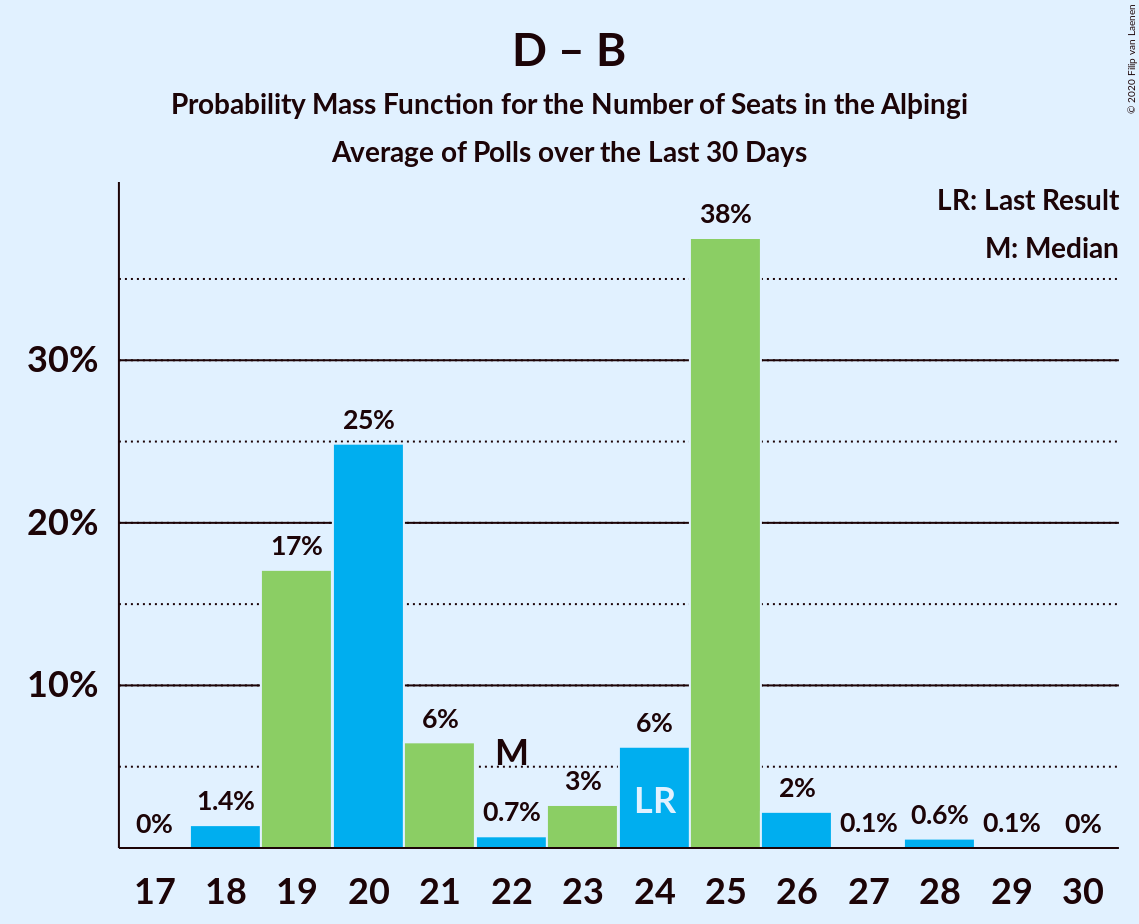 D – B
Probability Mass Function for the Number of Seats in the Alþingi
Average of Polls over the Last 30 Days
© 2020 Filip van Laenen
LR: Last Result
M: Median
30%
20%
10%
0%
1.4%
17%
25%
6%
M
0.7%
3%
6%
LR
38%
2%
0.1%
0.6%
0.1%
0%
17 18 19 20 21 22 23 24 25 26 27 28 29 30